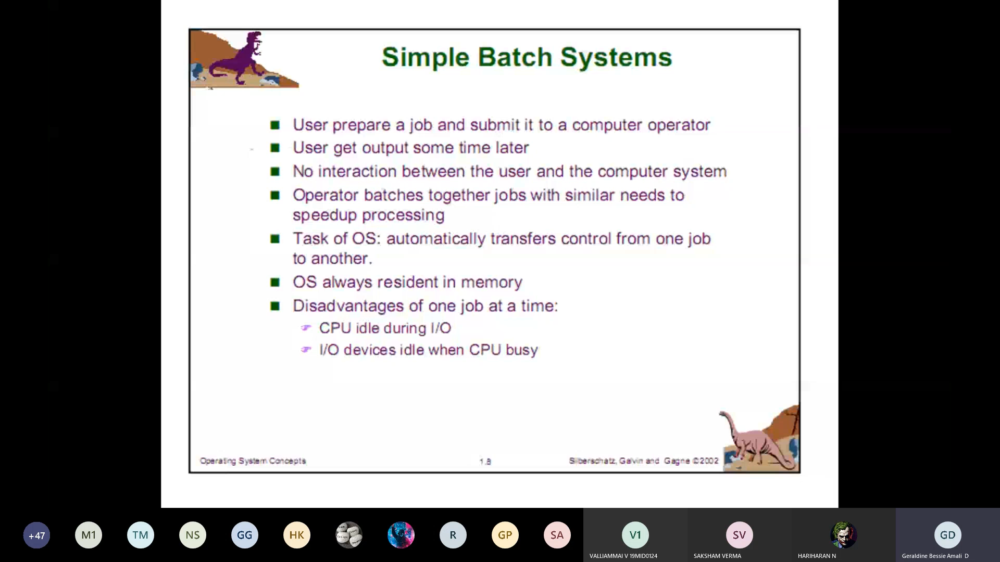 Simple Batch Systems
User prepare a job and submit it to a computer operator
User get output some time later
No interaction between the user and the computer system
Operator batches together jobs with similar needs to
speedup processing
Task of OS: automatically transfers control from one job
to another.
OS always resident in memory
Disadvantages of one job at a time:
CPU idle during I/O
I/O devices idle when CPU busy
Operating System Concepts
1.8
Silberschatz, Galvin and Gagne ©2002
+47
M1
TM
NS
GG
HK
R
GP
SA
V1
SV
GD
VALLIAMMAI V 19MID0124
SAKSHAM VERMA
HARIHARAN N
Geraldine Bessie Amali D